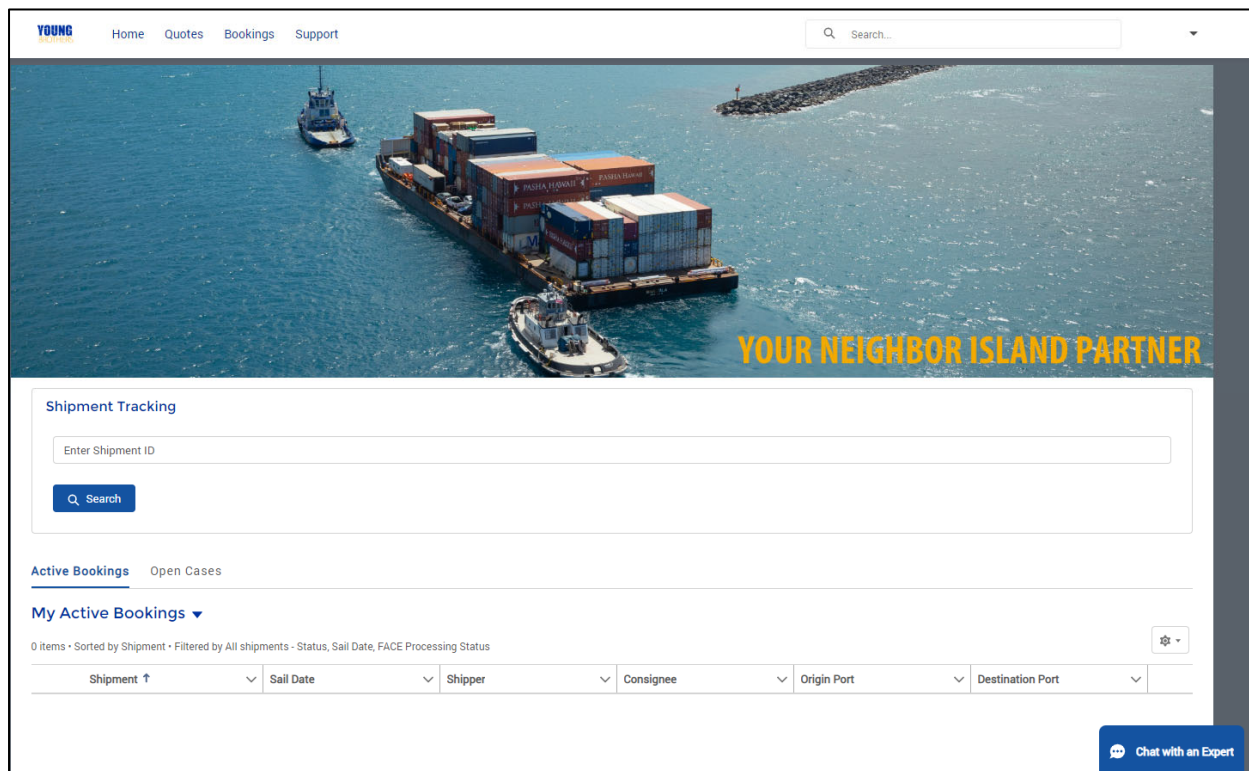 YOUNG
BROTHERS
Home Quotes Bookings Support
Search...
PASHA HAWAII
PASHA HAWAII
YOUR NEIGHBOR ISLAND PARTNER
Shipment Tracking
Enter Shipment ID
Search
Active Bookings Open Cases
My Active Bookings
0 items • Sorted by Shipment • Filtered by All shipments - Status, Sail Date, FACE Processing Status
Shipment ↑ Sail Date Shipper Consignee Origin Port Destination Port
Chat with an Expert